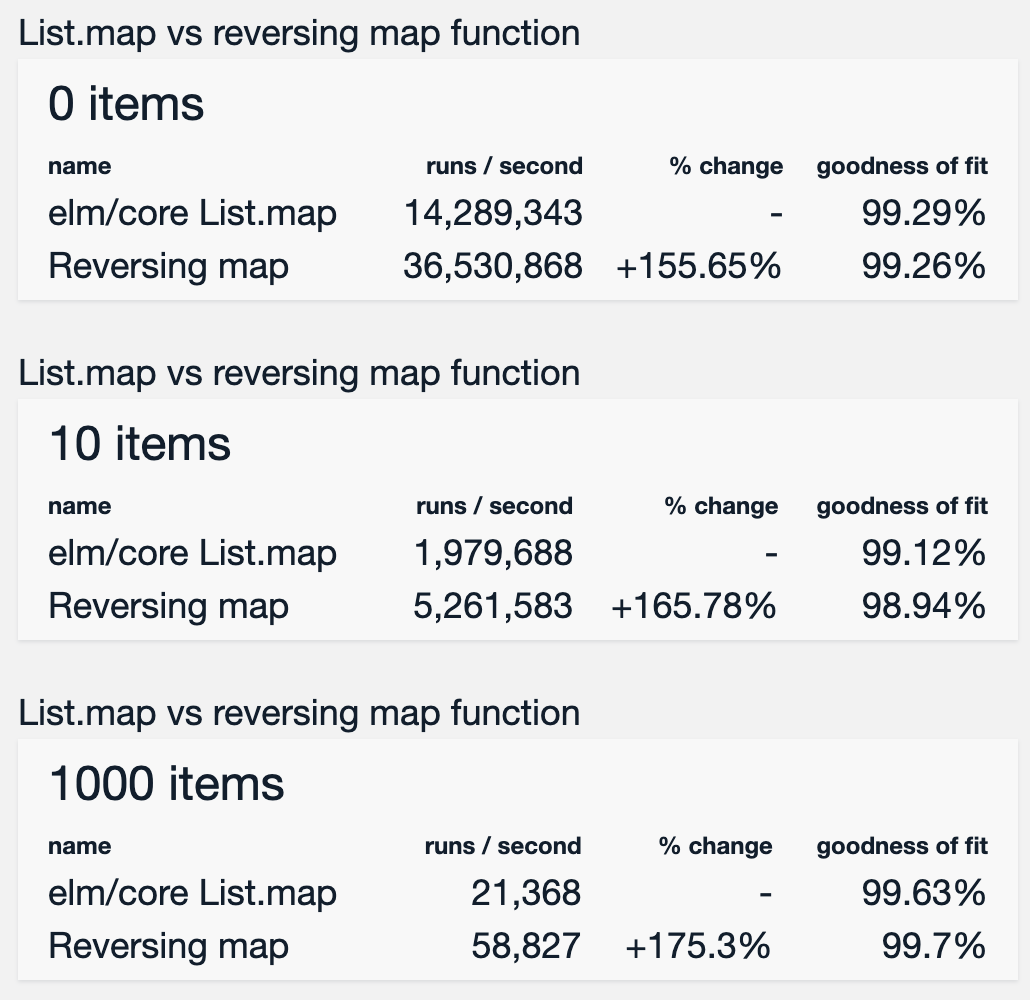 List.map vs reversing map function
0 items
name runs / second % change goodness of fit
elm/core List.map 14,289,343 - 99.29%
Reversing map 36,530,868 +155.65% 99.26%
List.map vs reversing map function
10 items
name runs / second % change goodness of fit
elm/core List.map 1,979,688 - 99.12%
Reversing map 5,261,583 +165.78% 98.94%
List.map vs reversing map function
1000 items
name runs / second % change goodness of fit
elm/core List.map 21,368 - 99.63%
Reversing map 58,827 +175.3% 99.7%